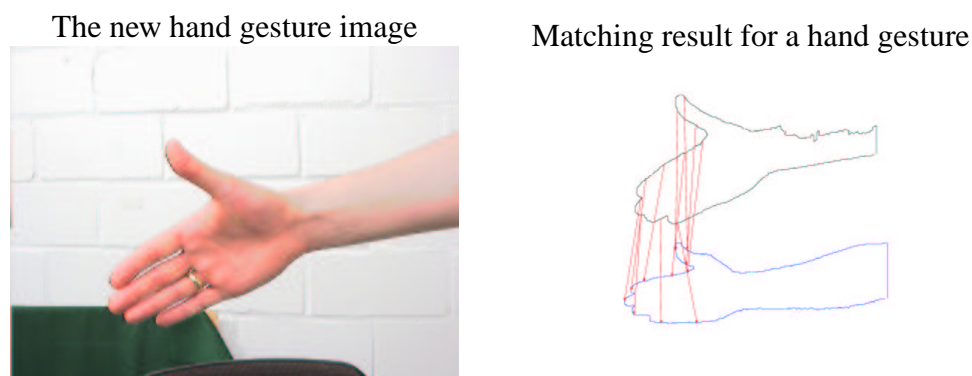 The new hand gesture image
Matching result for a hand gesture